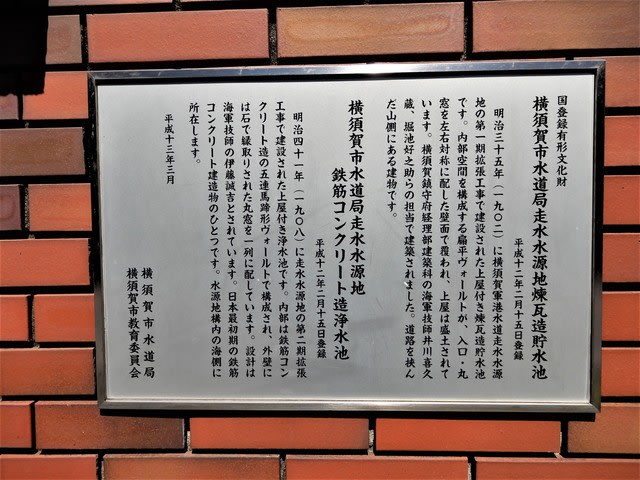 国登録有形文化財
横須賀市水道局走水水源地煉瓦造貯水池
平成十二年二月十五日登録
明治三十五年（一九〇二）に横須賀軍港水道走水水源
地の第一期拡張工事で建設された上屋付き煉瓦造貯水池
です。内部空間を構成する扁平ヴォールトが、入口・丸
窓を左右対称に配した壁面で覆われ、上屋は盛土されて
います。横須賀鎮守府経理部建築科の海軍技師井川喜久
蔵、堀池好之助らの担当で建築されました。道路を挟ん
だ山側にある建物です。
横須賀市水道局走水水源地
鉄筋コンクリート造浄水池
平成十二年二月十五日登録
明治四十一年（一九〇八）に走水水源地の第二期拡張
工事で建設された上屋付き浄水池です。内部は鉄筋コン
クリート造の五連馬蹄形ヴォールトで構成され、外壁に
は石で縁取りされた丸窓を一列に配しています。設計は
海軍技師の伊藤誠吉とされています。日本最初期の鉄筋
コンクリート建造物のひとつです。水源地構内の海側に
所在します。
平成十三年三月
横須賀市水道局
横須賀市教育委員会